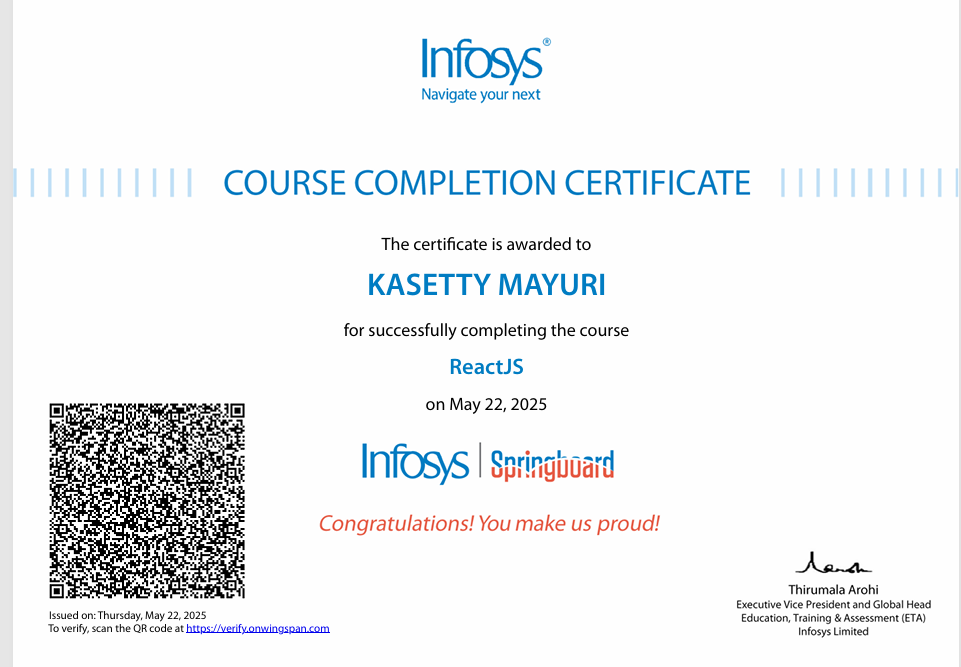 Infosys®
Navigate your next
COURSE COMPLETION CERTIFICATE
The certificate is awarded to
KASETTY MAYURI
for successfully completing the course
ReactJS
on May 22, 2025
Infosys | Springboard
Congratulations! You make us proud!
Issued on: Thursday, May 22, 2025
To verify, scan the QR code at https://verify.onwingspan.com
Thirumala Arohi
Executive Vice President and Global Head
Education, Training & Assessment (ETA)
Infosys Limited